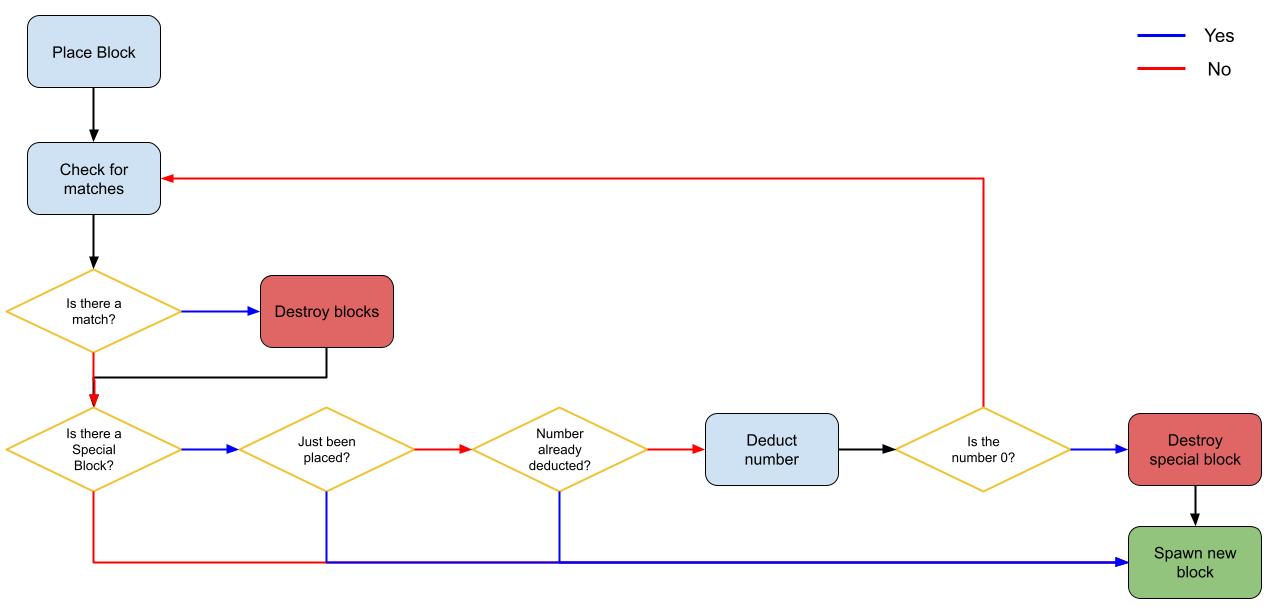 Place Block
Yes
No
Check for
matches
Is there a
match?
Destroy blocks
Is there a
Special
Block?
Just been
placed?
Number
already
deducted?
Deduct
number
Is the
number 0?
Destroy
special block
Spawn new
block